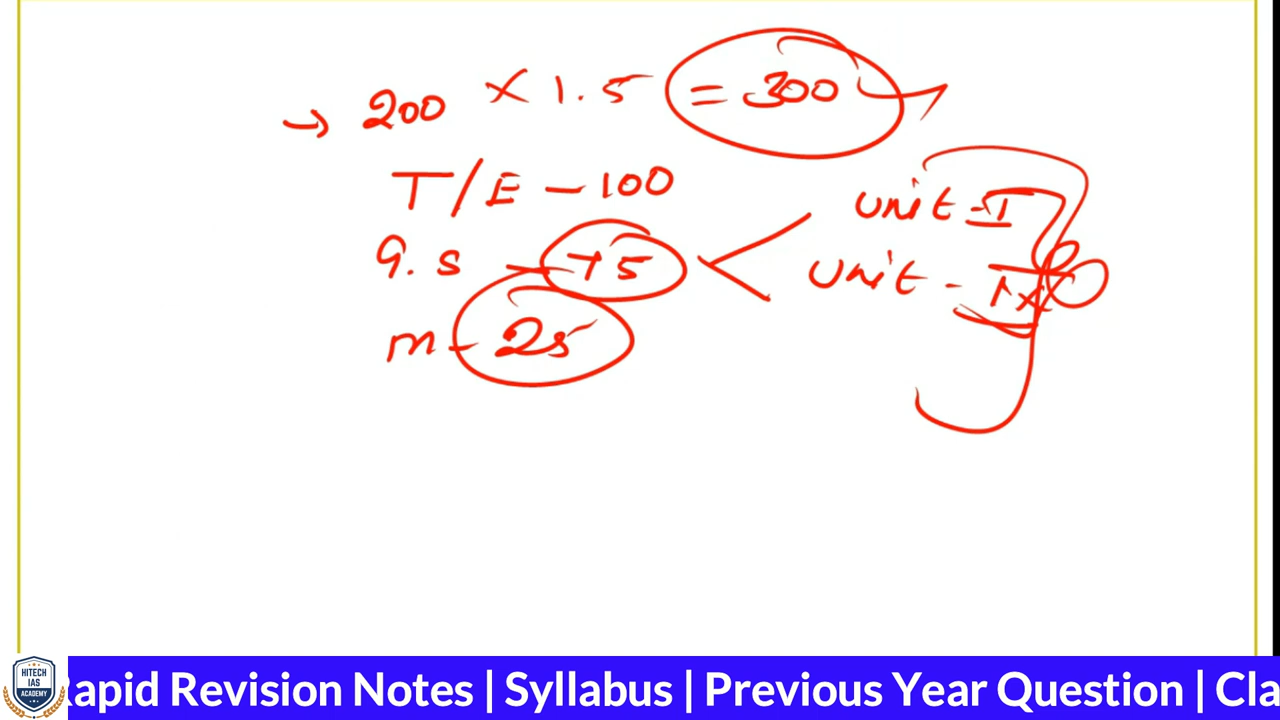 → 200 × 1.5 = 300
T/E - 100
G.S - 75
m - 25
unit - I
unit - IX
HITECH
IAS
ACADEMY
Rapid Revision Notes | Syllabus | Previous Year Question | Cla